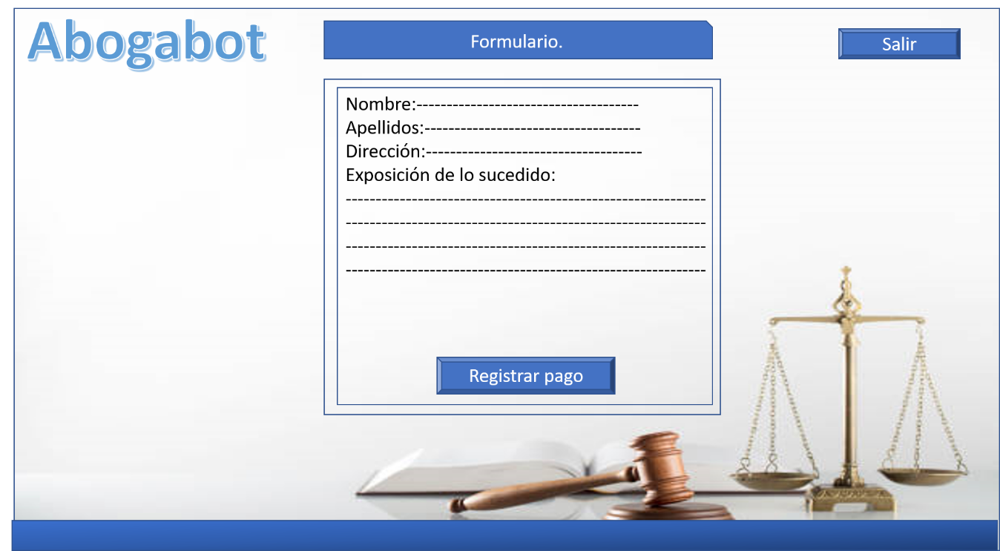 Abogabot
Formulario.
Salir
Nombre:-------------------------------------
Apellidos:------------------------------------
Dirección:------------------------------------
Exposición de lo sucedido:
------------------------------------------------------------
------------------------------------------------------------
------------------------------------------------------------
------------------------------------------------------------
Registrar pago